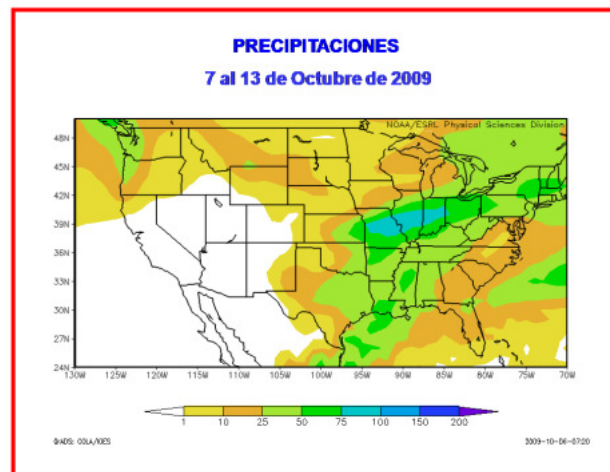 PRECIPITACIONES
7 al 13 de Octubre de 2009
NOAA/ESRL Physical Sciences Division
48N
45N
42N
39N
36N
33N
30N
27N
24N
130W 125W 120W 115W 110W 105W 100W 95W 90W 85W 80W 75W 70W
1 10 25 50 75 100 150 200
GrADS: COLA/IGES 2009-10-06-07:20